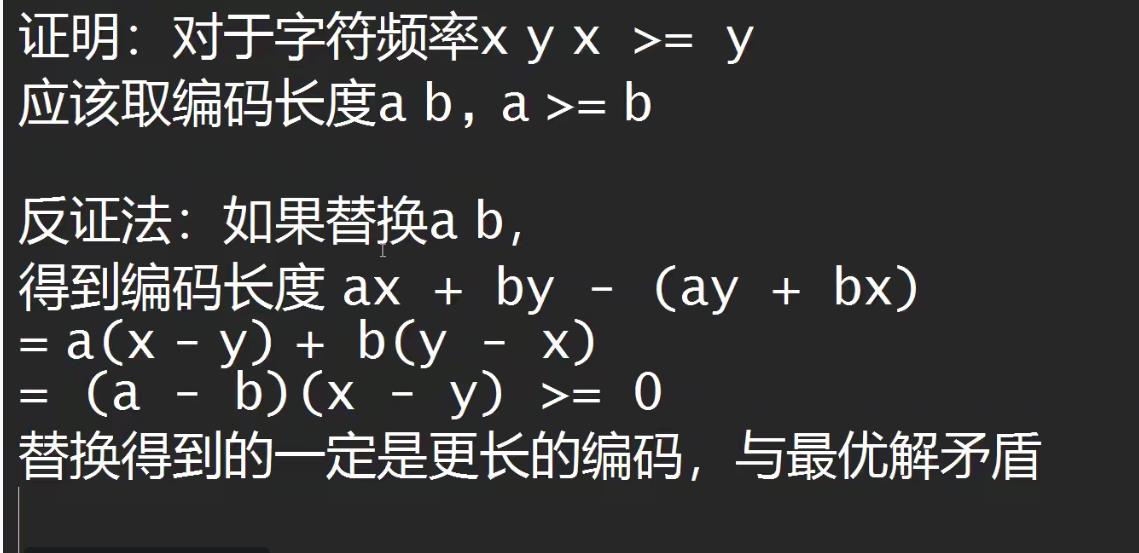 证明：对于字符频率x y x >= y
应该取编码长度a b，a >= b
反证法：如果替换a b，
得到编码长度 ax + by - (ay + bx)
= a(x - y) + b(y - x)
= (a - b)(x - y) >= 0
替换得到的一定是更长的编码，与最优解矛盾